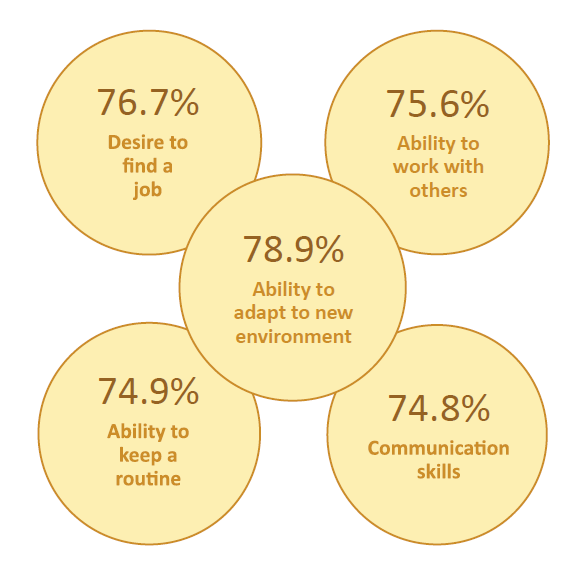 76.7%
Desire to
find a
job
75.6%
Ability to
work with
others
78.9%
Ability to
adapt to new
environment
74.9%
Ability to
keep a
routine
74.8%
Communication
skills